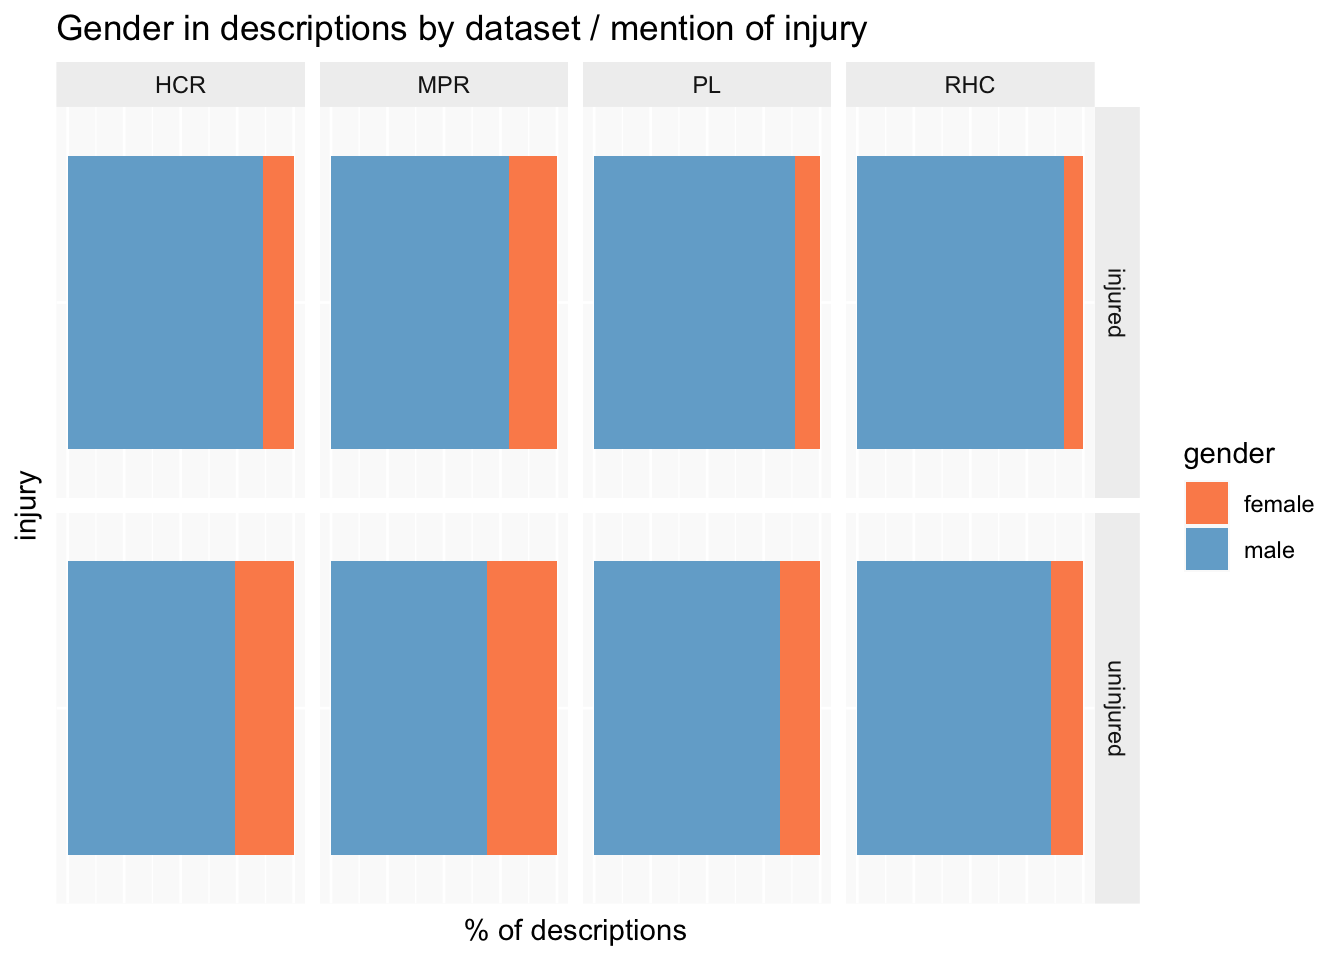 Gender in descriptions by dataset / mention of injury
HCR
MPR
PL
RHC
injured
uninjured
injury
% of descriptions
gender
female
male